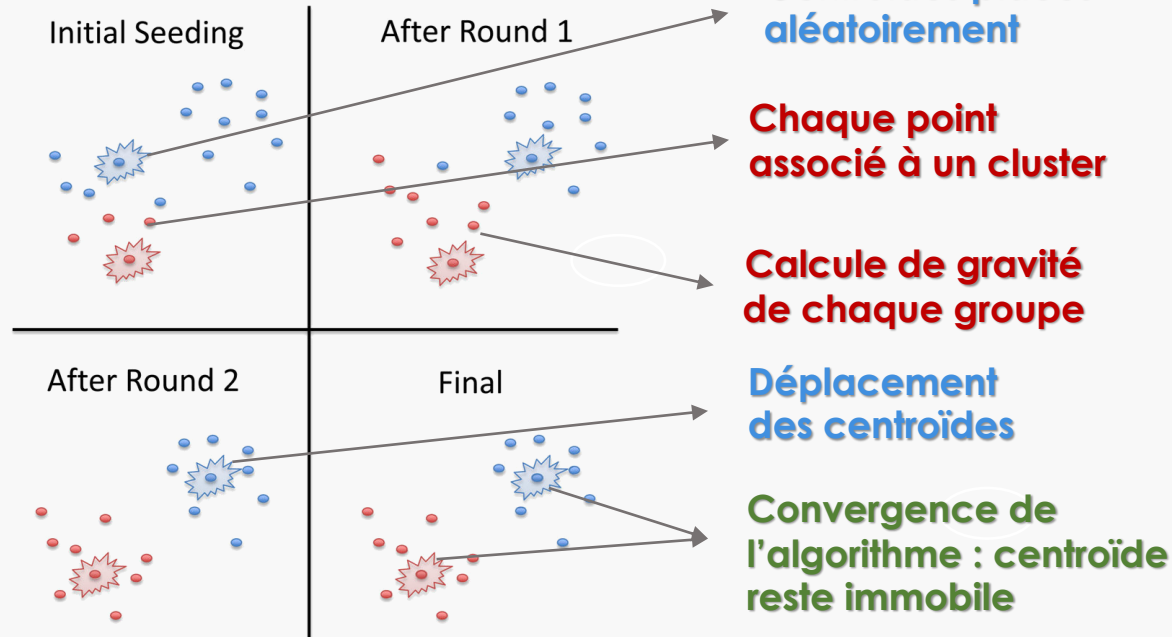 Initial Seeding
After Round 1
aléatoirement
Chaque point
associé à un cluster
Calcule de gravité
de chaque groupe
After Round 2
Final
Déplacement
des centroïdes
Convergence de
l'algorithme : centroïde
reste immobile